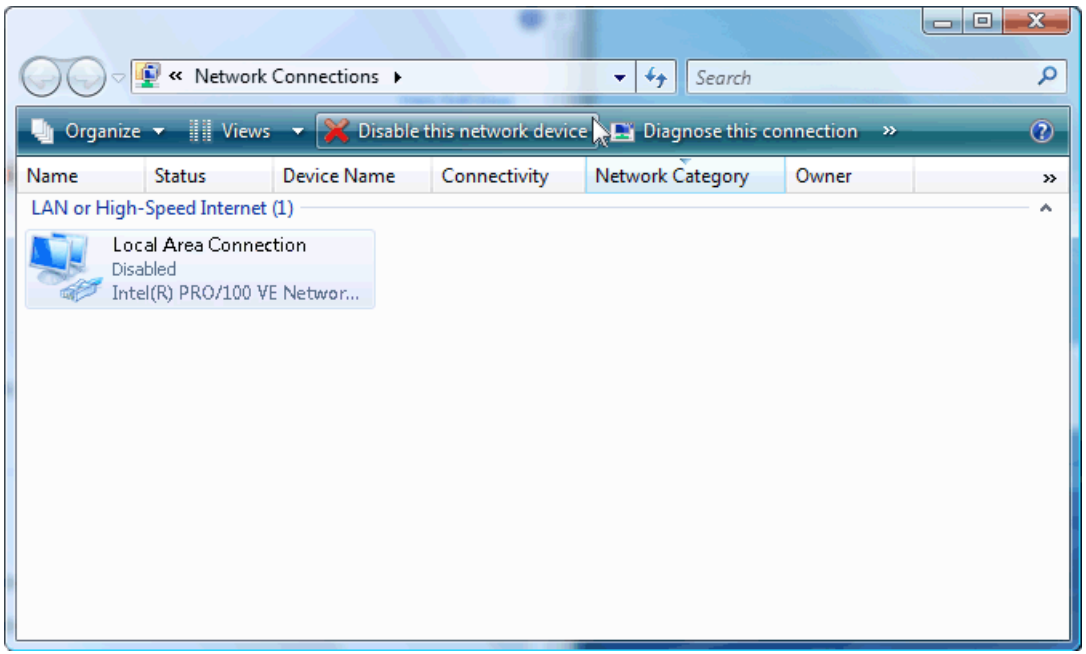 « Network Connections
Search
Organize Views Disable this network device Diagnose this connection »
Name Status Device Name Connectivity Network Category Owner »
LAN or High-Speed Internet (1)
Local Area Connection
Disabled
Intel(R) PRO/100 VE Networ...